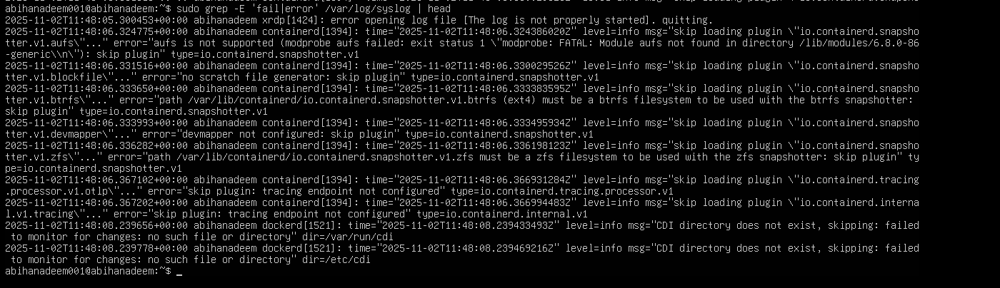 abihanadeem001@abihanadeem:~$ sudo grep -E 'fail|error' /var/log/syslog | head
2025-11-02T11:48:05.300453+00:00 abihanadeem xrdp[1424]: error opening log file [The log is not properly started]. quitting.
2025-11-02T11:48:06.324775+00:00 abihanadeem containerd[1394]: time="2025-11-02T11:48:06.324386020Z" level=info msg="skip loading plugin \"io.containerd.snapsho
tter.v1.aufs\"..." error="aufs is not supported (modprobe aufs failed: exit status 1 \"modprobe: FATAL: Module aufs not found in directory /lib/modules/6.8.0-86
-generic\\n\"): skip plugin" type=io.containerd.snapshotter.v1
2025-11-02T11:48:06.331516+00:00 abihanadeem containerd[1394]: time="2025-11-02T11:48:06.330029526Z" level=info msg="skip loading plugin \"io.containerd.snapsho
tter.v1.blockfile\"..." error="no scratch file generator: skip plugin" type=io.containerd.snapshotter.v1
2025-11-02T11:48:06.333650+00:00 abihanadeem containerd[1394]: time="2025-11-02T11:48:06.333383595Z" level=info msg="skip loading plugin \"io.containerd.snapsho
tter.v1.btrfs\"..." error="path /var/lib/containerd/io.containerd.snapshotter.v1.btrfs (ext4) must be a btrfs filesystem to be used with the btrfs snapshotter:
skip plugin" type=io.containerd.snapshotter.v1
2025-11-02T11:48:06.333993+00:00 abihanadeem containerd[1394]: time="2025-11-02T11:48:06.333495934Z" level=info msg="skip loading plugin \"io.containerd.snapsho
tter.v1.devmapper\"..." error="devmapper not configured: skip plugin" type=io.containerd.snapshotter.v1
2025-11-02T11:48:06.336282+00:00 abihanadeem containerd[1394]: time="2025-11-02T11:48:06.336198123Z" level=info msg="skip loading plugin \"io.containerd.snapsho
tter.v1.zfs\"..." error="path /var/lib/containerd/io.containerd.snapshotter.v1.zfs must be a zfs filesystem to be used with the zfs snapshotter: skip plugin" ty
pe=io.containerd.snapshotter.v1
2025-11-02T11:48:06.367102+00:00 abihanadeem containerd[1394]: time="2025-11-02T11:48:06.366931284Z" level=info msg="skip loading plugin \"io.containerd.tracing
.processor.v1.otlp\"..." error="skip plugin: tracing endpoint not configured" type=io.containerd.tracing.processor.v1
2025-11-02T11:48:06.367202+00:00 abihanadeem containerd[1394]: time="2025-11-02T11:48:06.366994483Z" level=info msg="skip loading plugin \"io.containerd.interna
l.v1.tracing\"..." error="skip plugin: tracing endpoint not configured" type=io.containerd.internal.v1
2025-11-02T11:48:08.239656+00:00 abihanadeem dockerd[1521]: time="2025-11-02T11:48:08.239433493Z" level=info msg="CDI directory does not exist, skipping: failed
 to monitor for changes: no such file or directory" dir=/var/run/cdi
2025-11-02T11:48:08.239778+00:00 abihanadeem dockerd[1521]: time="2025-11-02T11:48:08.239469216Z" level=info msg="CDI directory does not exist, skipping: failed
 to monitor for changes: no such file or directory" dir=/etc/cdi
abihanadeem001@abihanadeem:~$ _